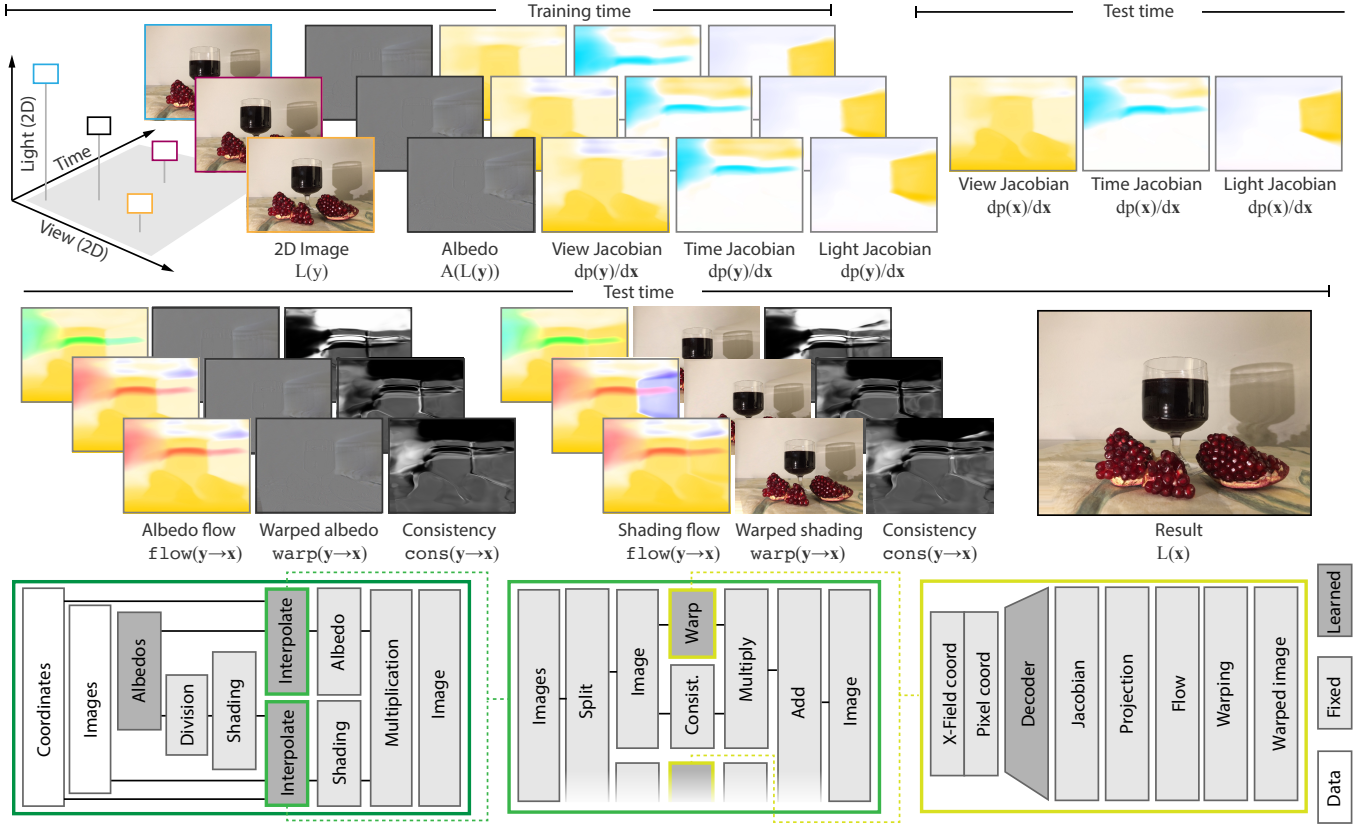 Training time
Test time
Light (2D)
Time
View (2D)
2D Image
L(y)
Albedo
A(L(y))
View Jacobian
dp(y)/dx
Time Jacobian
dp(y)/dx
Light Jacobian
dp(y)/dx
View Jacobian
dp(x)/dx
Time Jacobian
dp(x)/dx
Light Jacobian
dp(x)/dx
Test time
Albedo flow
flow(y→x)
Warped albedo
warp(y→x)
Consistency
cons(y→x)
Shading flow
flow(y→x)
Warped shading
warp(y→x)
Consistency
cons(y→x)
Result
L(x)
Coordinates
Images
Albedos
Division
Shading
Interpolate
Interpolate
Albedo
Shading
Multiplication
Image
Images
Split
Image
Warp
Consist.
Multiply
Add
Image
X-Field coord
Pixel coord
Decoder
Jacobian
Projection
Flow
Warping
Warped image
Learned
Fixed
Data